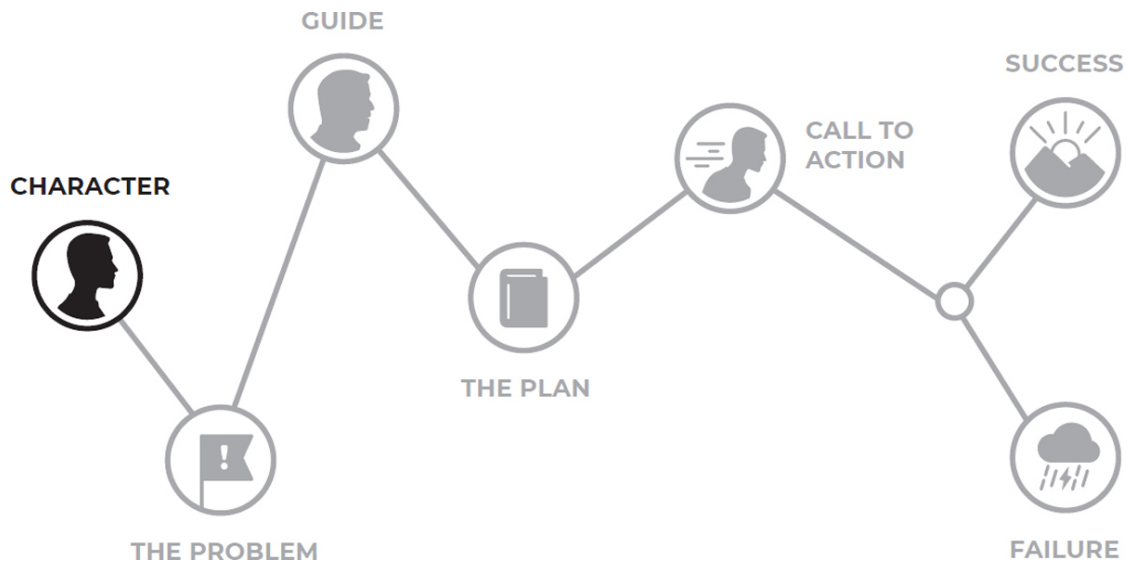 GUIDE
SUCCESS
CALL TO
ACTION
CHARACTER
THE PLAN
THE PROBLEM
FAILURE
!